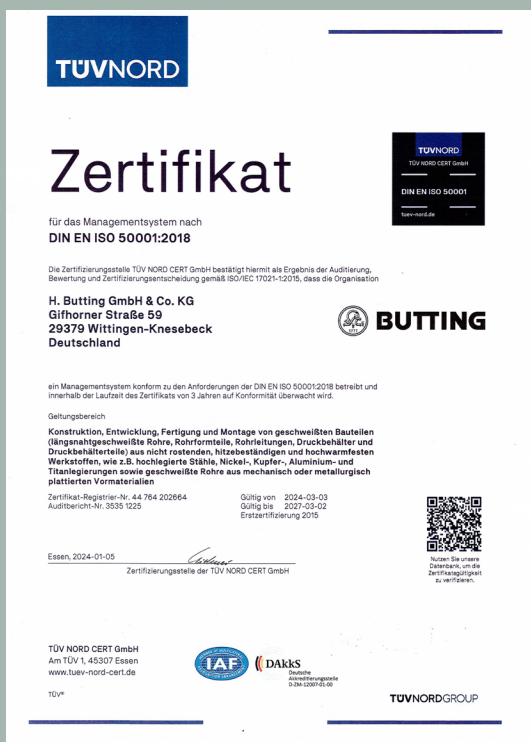 TÜVNORD
Zertifikat
TÜVNORD
TÜV NORD CERT GmbH
DIN EN ISO 50001
tuev-nord.de
für das Managementsystem nach
DIN EN ISO 50001:2018
Die Zertifizierungsstelle TÜV NORD CERT GmbH bestätigt hiermit als Ergebnis der Auditierung,
Bewertung und Zertifizierungsentscheidung gemäß ISO/IEC 17021-1:2015, dass die Organisation
H. Butting GmbH & Co. KG
Gifhorner Straße 59
29379 Wittingen-Knesebeck
Deutschland
BUTTING
ein Managementsystem konform zu den Anforderungen der DIN EN ISO 50001:2018 betreibt und
innerhalb der Laufzeit des Zertifikats von 3 Jahren auf Konformität überwacht wird.
Geltungsbereich
Konstruktion, Entwicklung, Fertigung und Montage von geschweißten Bauteilen
(längsnahtgeschweißte Rohre, Rohrformteile, Rohrleitungen, Druckbehälter und
Druckbehälterteile) aus nicht rostenden, hitzebeständigen und hochwarmfesten
Werkstoffen, wie z.B. hochlegierte Stähle, Nickel-, Kupfer-, Aluminium- und
Titanlegierungen sowie geschweißte Rohre aus mechanisch oder metallurgisch
plattierten Vormaterialien
Zertifikat-Registrier-Nr. 44 764 202664
Auditbericht-Nr. 3535 1225
Gültig von 2024-03-03
Gültig bis 2027-03-02
Erstzertifizierung 2015
Essen, 2024-01-05
Zertifizierungsstelle der TÜV NORD CERT GmbH
Nutzen Sie unsere
Datenbank, um die
Zertifikatsgültigkeit
zu verifizieren.
TÜV NORD CERT GmbH
Am TÜV 1, 45307 Essen
www.tuev-nord-cert.de
TÜV®
IAF
DAkkS
Deutsche
Akkreditierungsstelle
D-ZM-12007-01-00
TÜVNORDGROUP